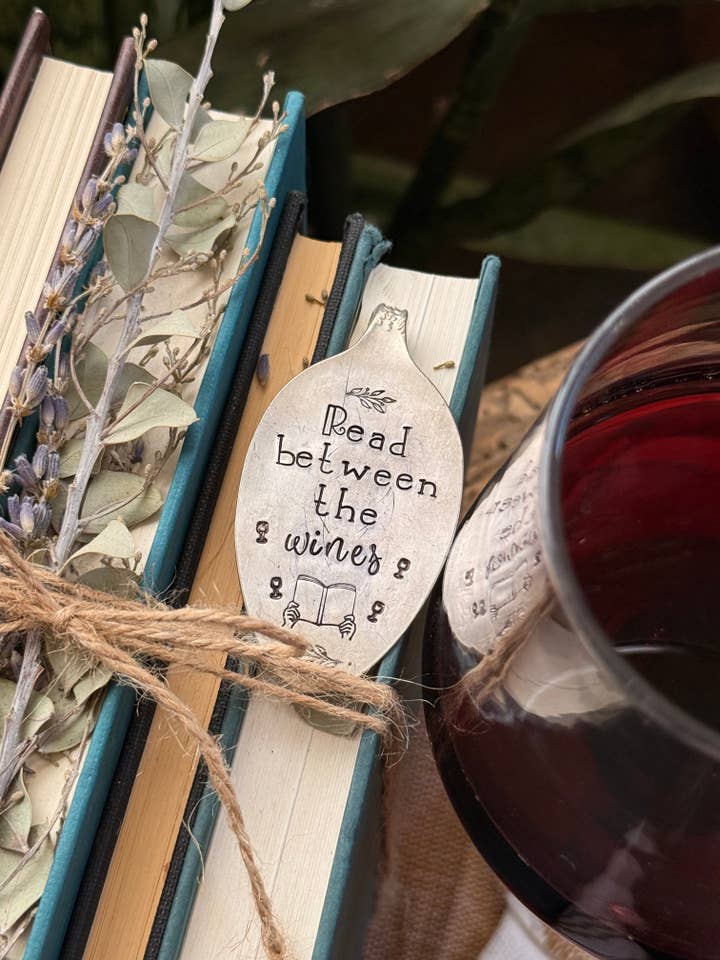 Read
between
the
wines